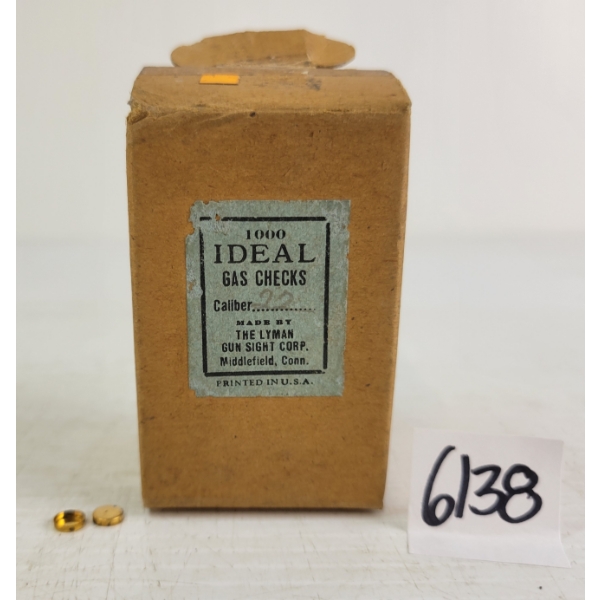 1000
IDEAL
GAS CHECKS
Caliber..22..........
MADE BY
THE LYMAN
GUN SIGHT CORP.
Middlefield, Conn.
PRINTED IN U.S.A.
6138